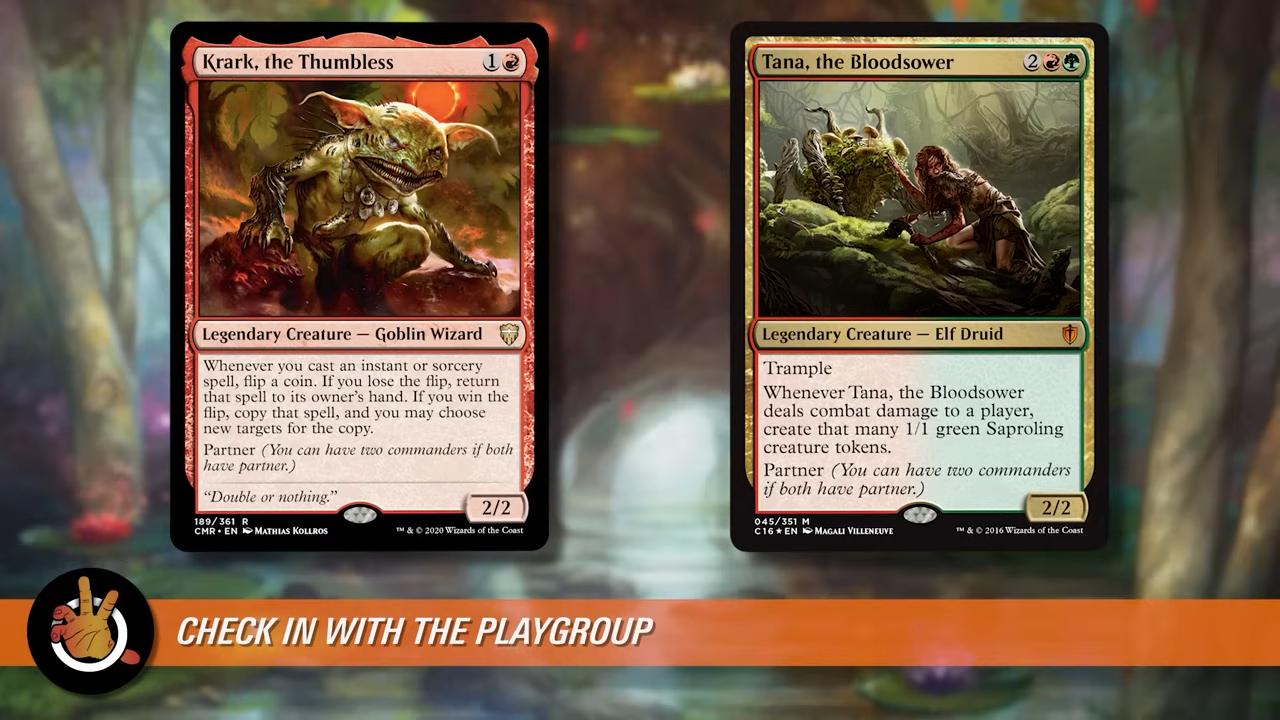 Krark, the Thumbless 1
Legendary Creature — Goblin Wizard
Whenever you cast an instant or sorcery
spell, flip a coin. If you lose the flip, return
that spell to its owner's hand. If you win the
flip, copy that spell, and you may choose
new targets for the copy.
Partner (You can have two commanders if both
have partner.)
“Double or nothing.”
2/2
189/361 R
CMR • EN Mathias Kollros
™ & © 2020 Wizards of the Coast
Tana, the Bloodsower 2
Legendary Creature — Elf Druid
Trample
Whenever Tana, the Bloodsower
deals combat damage to a player,
create that many 1/1 green Saproling
creature tokens.
Partner (You can have two commanders
if both have partner.)
2/2
045/351 M
C16 ★ EN Magali Villeneuve
™ & © 2016 Wizards of the Coast
CHECK IN WITH THE PLAYGROUP